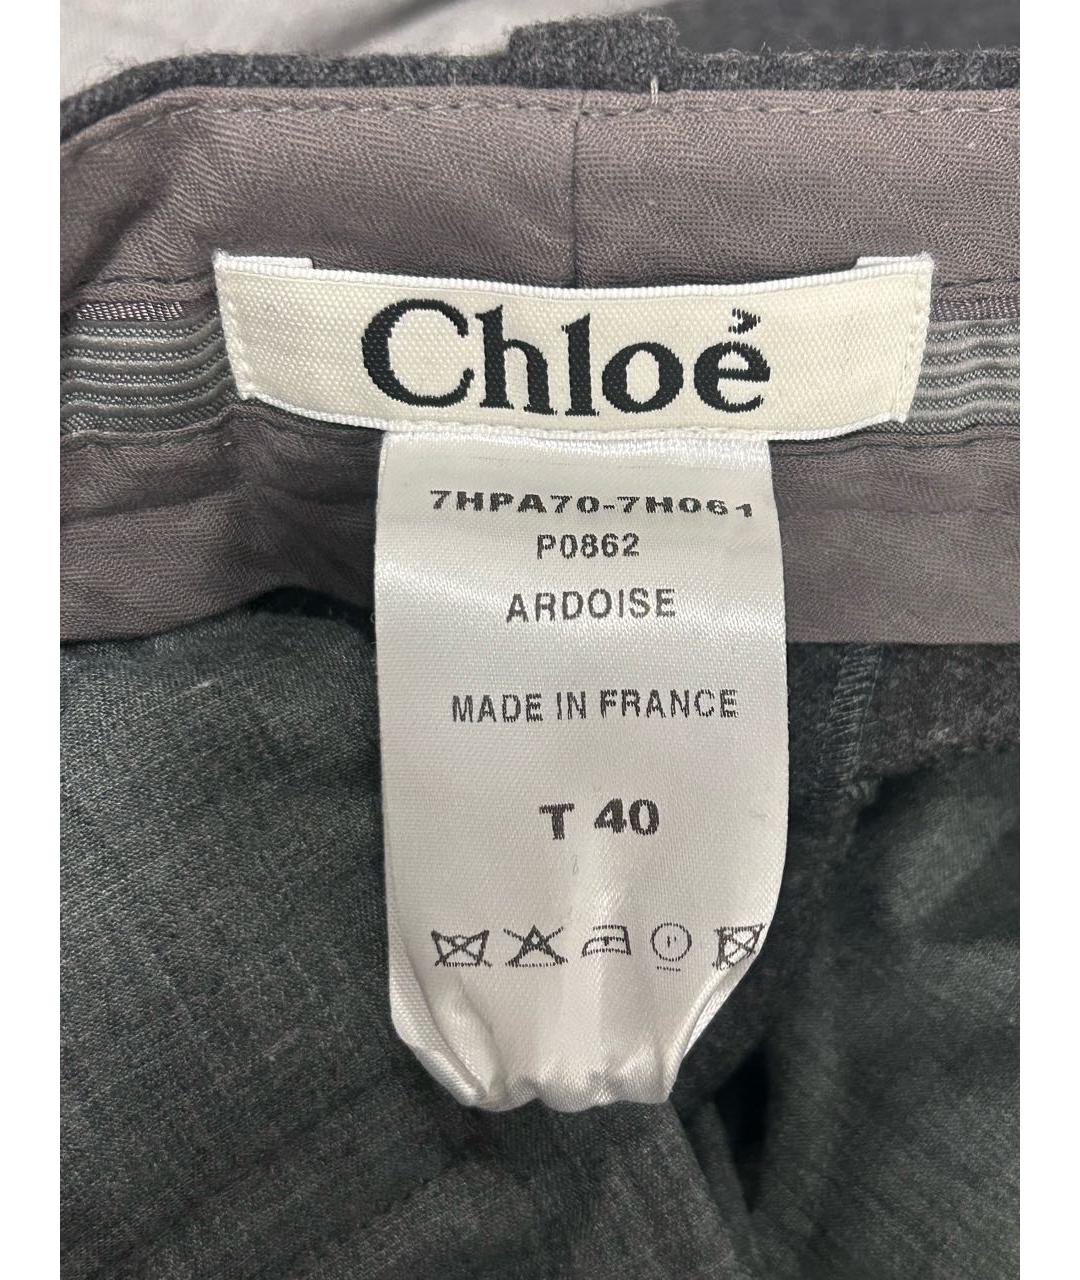 Chloé
7HPA70-7H061
P0862
ARDOISE
MADE IN FRANCE
T 40